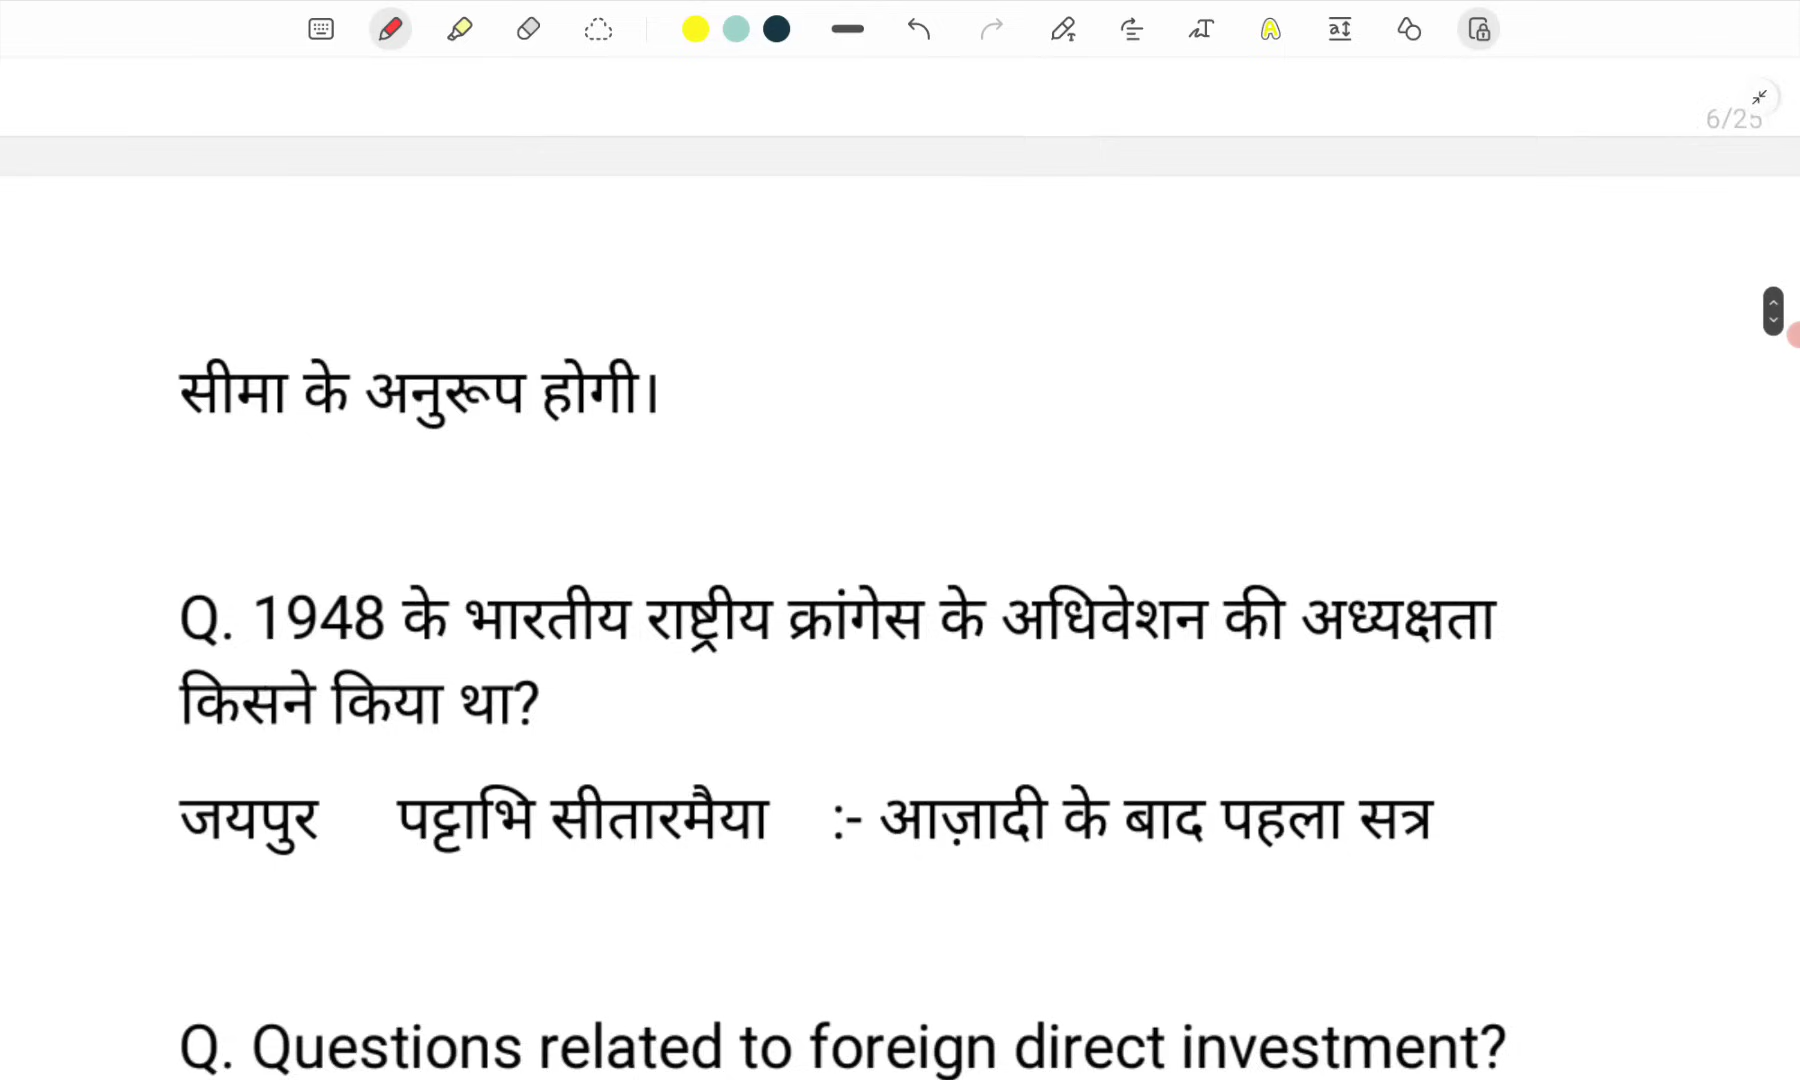 6/25
सीमा के अनुरूप होगी।
Q. 1948 के भारतीय राष्ट्रीय क्रांगेस के अधिवेशन की अध्यक्षता
किसने किया था?
जयपुर पट्टाभि सीतारमैया :- आज़ादी के बाद पहला सत्र
Q. Questions related to foreign direct investment?